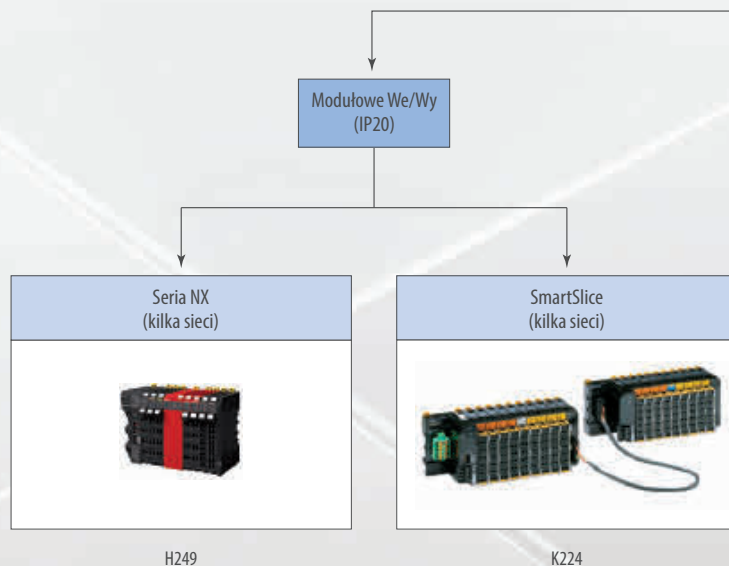 Modułowe We/Wy
(IP20)
Seria NX
(kilka sieci)
SmartSlice
(kilka sieci)
H249
K224